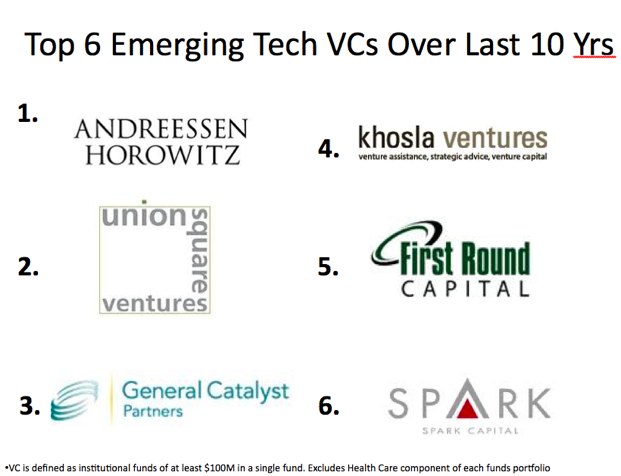 Top 6 Emerging Tech VCs Over Last 10 Yrs
1.
ANDREESSEN
HOROWITZ
2.
union
square
ventures
3.
General Catalyst
Partners
4.
khosla ventures
venture assistance, strategic advice, venture capital
5.
First Round
CAPITAL
6.
SPARK
SPARK CAPITAL
•VC is defined as institutional funds of at least $100M in a single fund. Excludes Health Care component of each funds portfolio